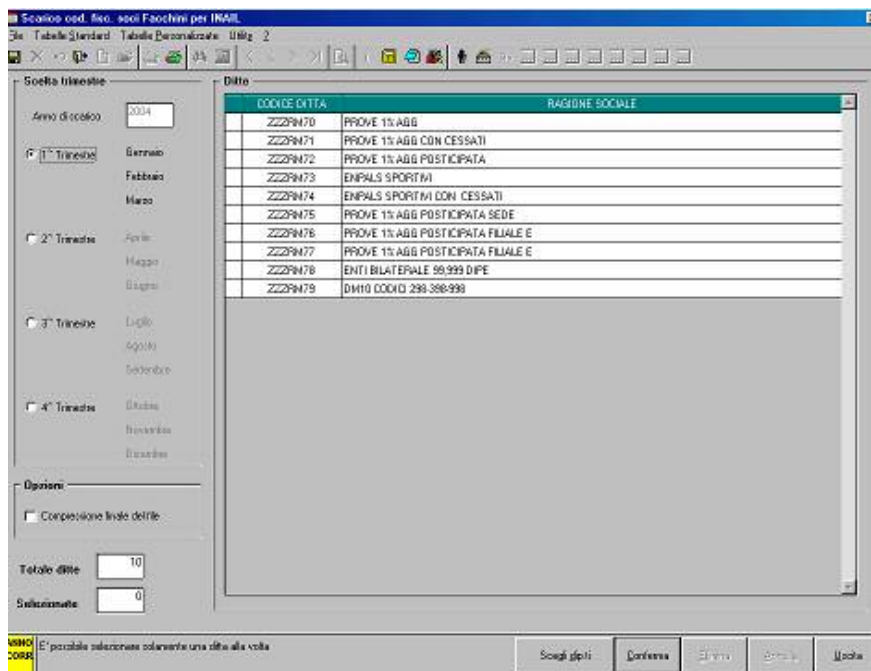 Scarico cod. fisc. soci Facchini per INAIL
File Tabelle Standard Tabelle Personalizzate Utility ?
Scelta trimestre
Anno di scarico 2004
1^ Trimestre Gennaio
Febbraio
Marzo
2^ Trimestre Aprile
Maggio
Giugno
3^ Trimestre Luglio
Agosto
Settembre
4^ Trimestre Ottobre
Novembre
Dicembre
Opzioni
Compressione finale del file
Totale ditte 10
Selezionate 0
Ditte
CODICE DITTA RAGIONE SOCIALE
ZZZRM70 PROVE 1% AGG
ZZZRM71 PROVE 1% AGG CON CESSATI
ZZZRM72 PROVE 1% AGG POSTICIPATA
ZZZRM73 ENPALS SPORTIVI
ZZZRM74 ENPALS SPORTIVI CON CESSATI
ZZZRM75 PROVE 1% AGG POSTICIPATA SEDE
ZZZRM76 PROVE 1% AGG POSTICIPATA FILIALE E
ZZZRM77 PROVE 1% AGG POSTICIPATA FILIALE E
ZZZRM78 ENTI BILATERALE 99,999 DIPE
ZZZRM79 DM10 CODICI 298-398-998
ANNO
CORR
E' possibile selezionare solamente una ditta alla volta
Scegli dip.ti Conferma Elimina Annulla Uscita